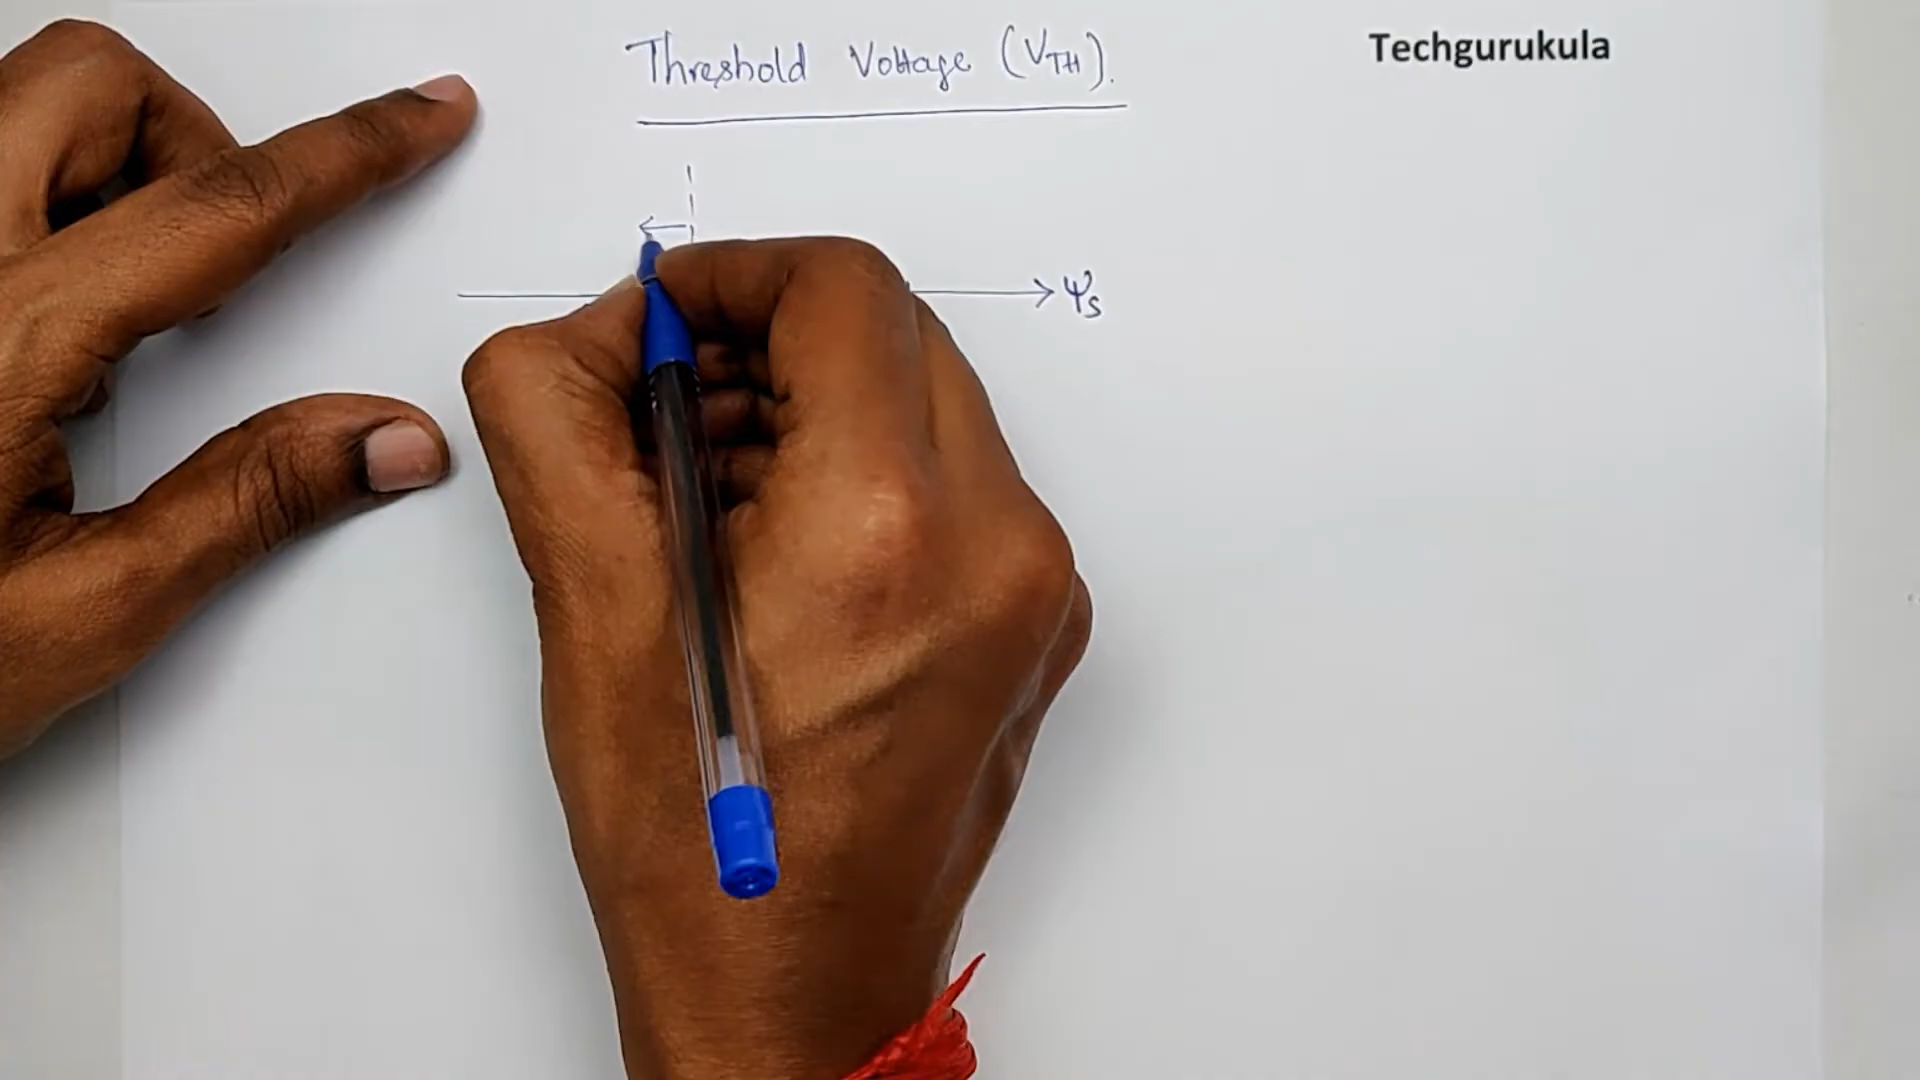 Threshold Voltage (VTH).
Techgurukula
ψs